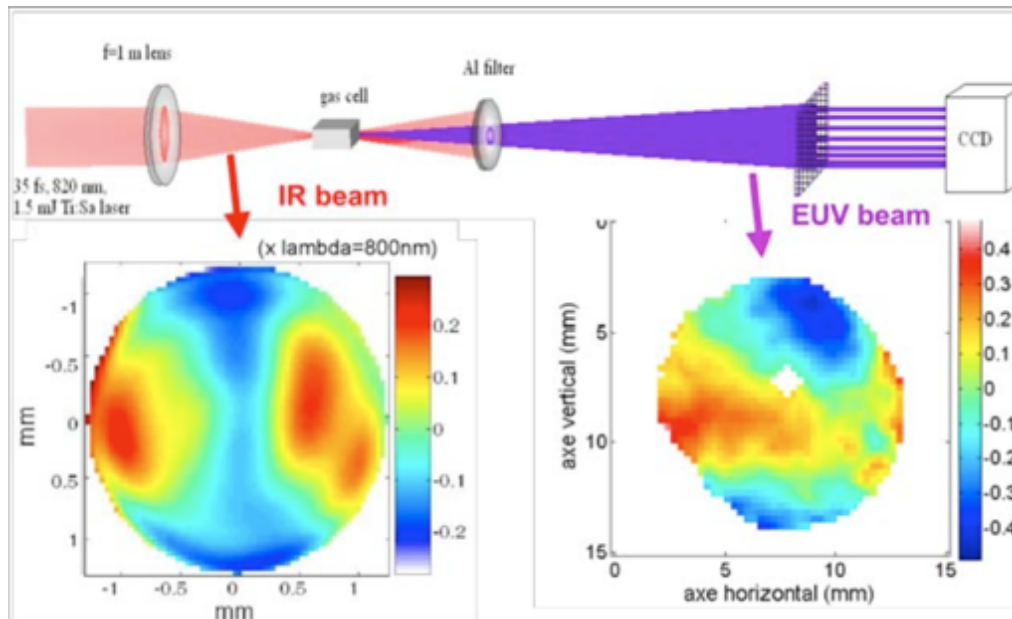 f=1 m lens
Al filter
gas cell
CCD
35 fs, 820 nm,
1.5 mJ Ti:Sa laser
IR beam
EUV beam
(x lambda=800nm)
-1
-0.5
0
0.5
1
mm
-1
-0.5
0
0.5
1
mm
0.2
0.1
0
-0.1
-0.2
0
5
10
15
axe vertical (mm)
0
5
10
15
axe horizontal (mm)
0.4
0.3
0.2
0.1
0
-0.1
-0.2
-0.3
-0.4